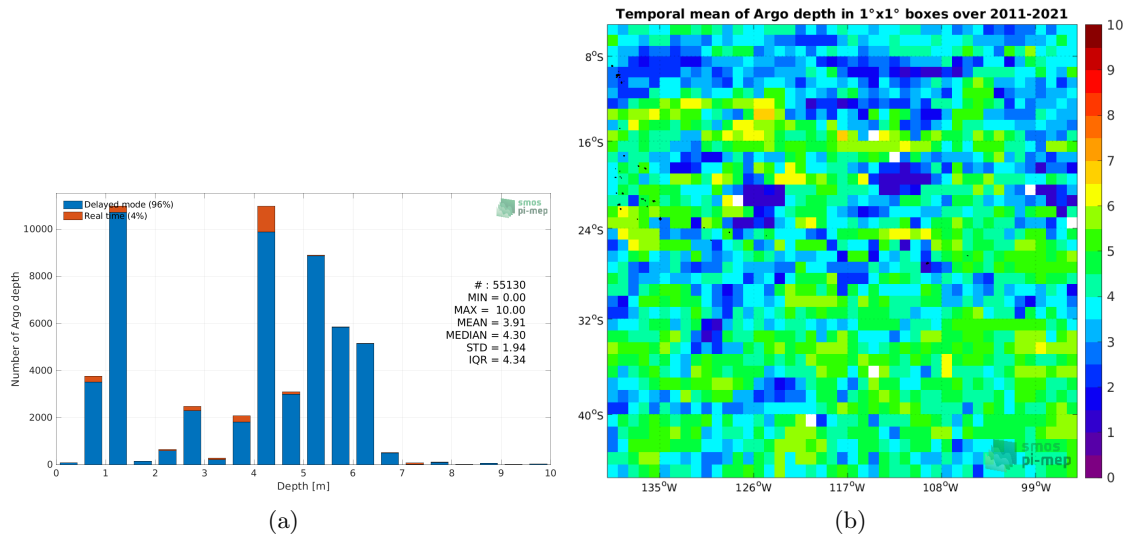 Delayed mode (96%)
Real time (4%)
smos
pi-mep
10000
8000
6000
4000
2000
0
Number of Argo depth
# : 55130
MIN = 0.00
MAX = 10.00
MEAN = 3.91
MEDIAN = 4.30
STD = 1.94
IQR = 4.34
0 1 2 3 4 5 6 7 8 9 10
Depth [m]
(a)
Temporal mean of Argo depth in 1°x1° boxes over 2011-2021
8°S
16°S
24°S
32°S
40°S
135°W 126°W 117°W 108°W 99°W
smos
pi-mep
10
9
8
7
6
5
4
3
2
1
0
(b)